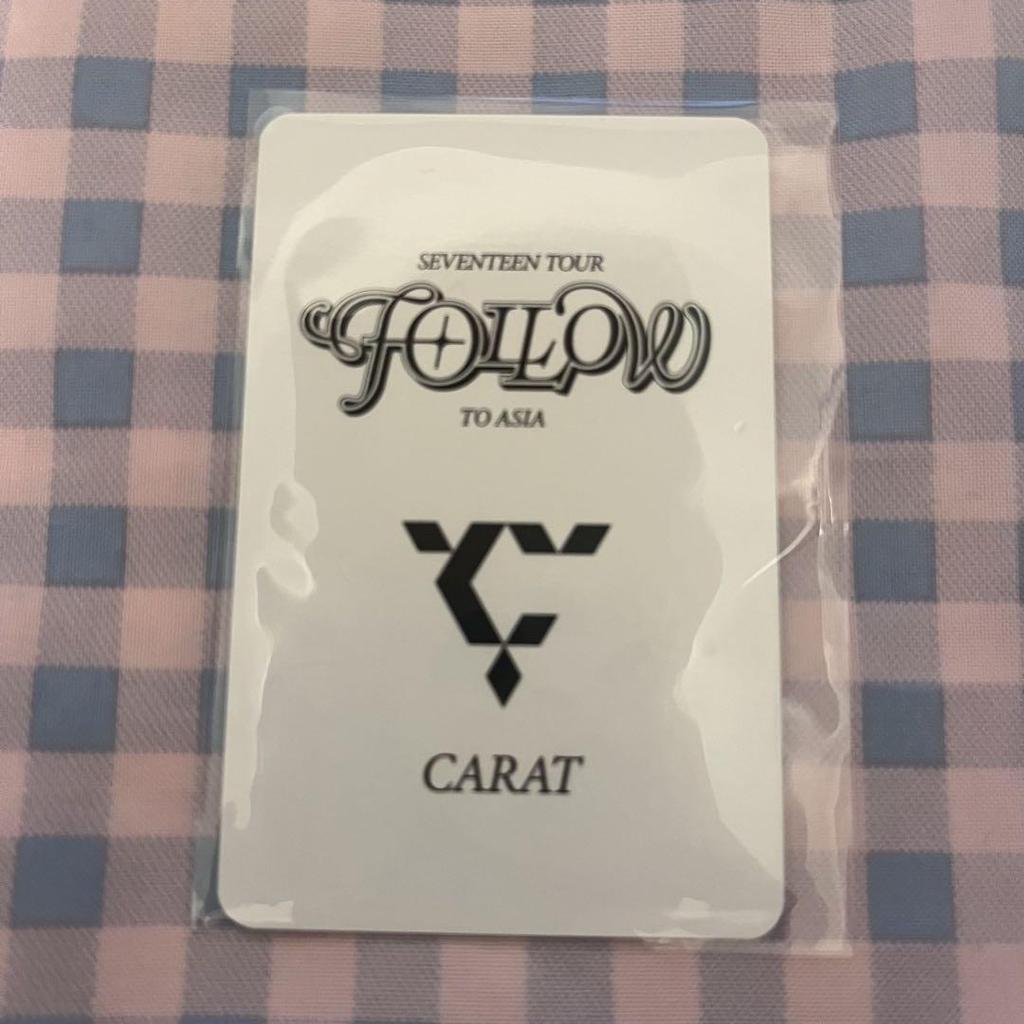 SEVENTEEN TOUR
FOLLOW
TO ASIA
CARAT